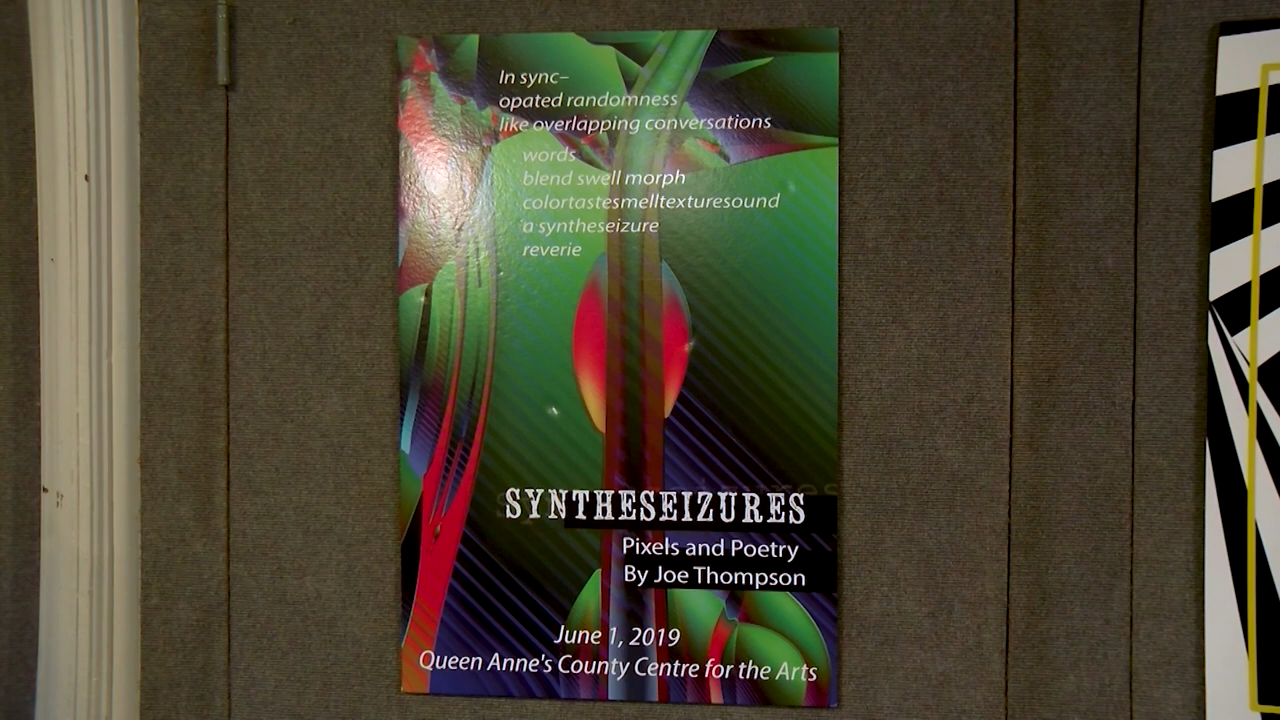 In sync–
opated randomness
like overlapping conversations
words
blend swell morph
colortastesmelltexturesound
a syntheseizure
reverie
SYNTHESEIZURES
Pixels and Poetry
By Joe Thompson
June 1, 2019
Queen Anne's County Centre for the Arts